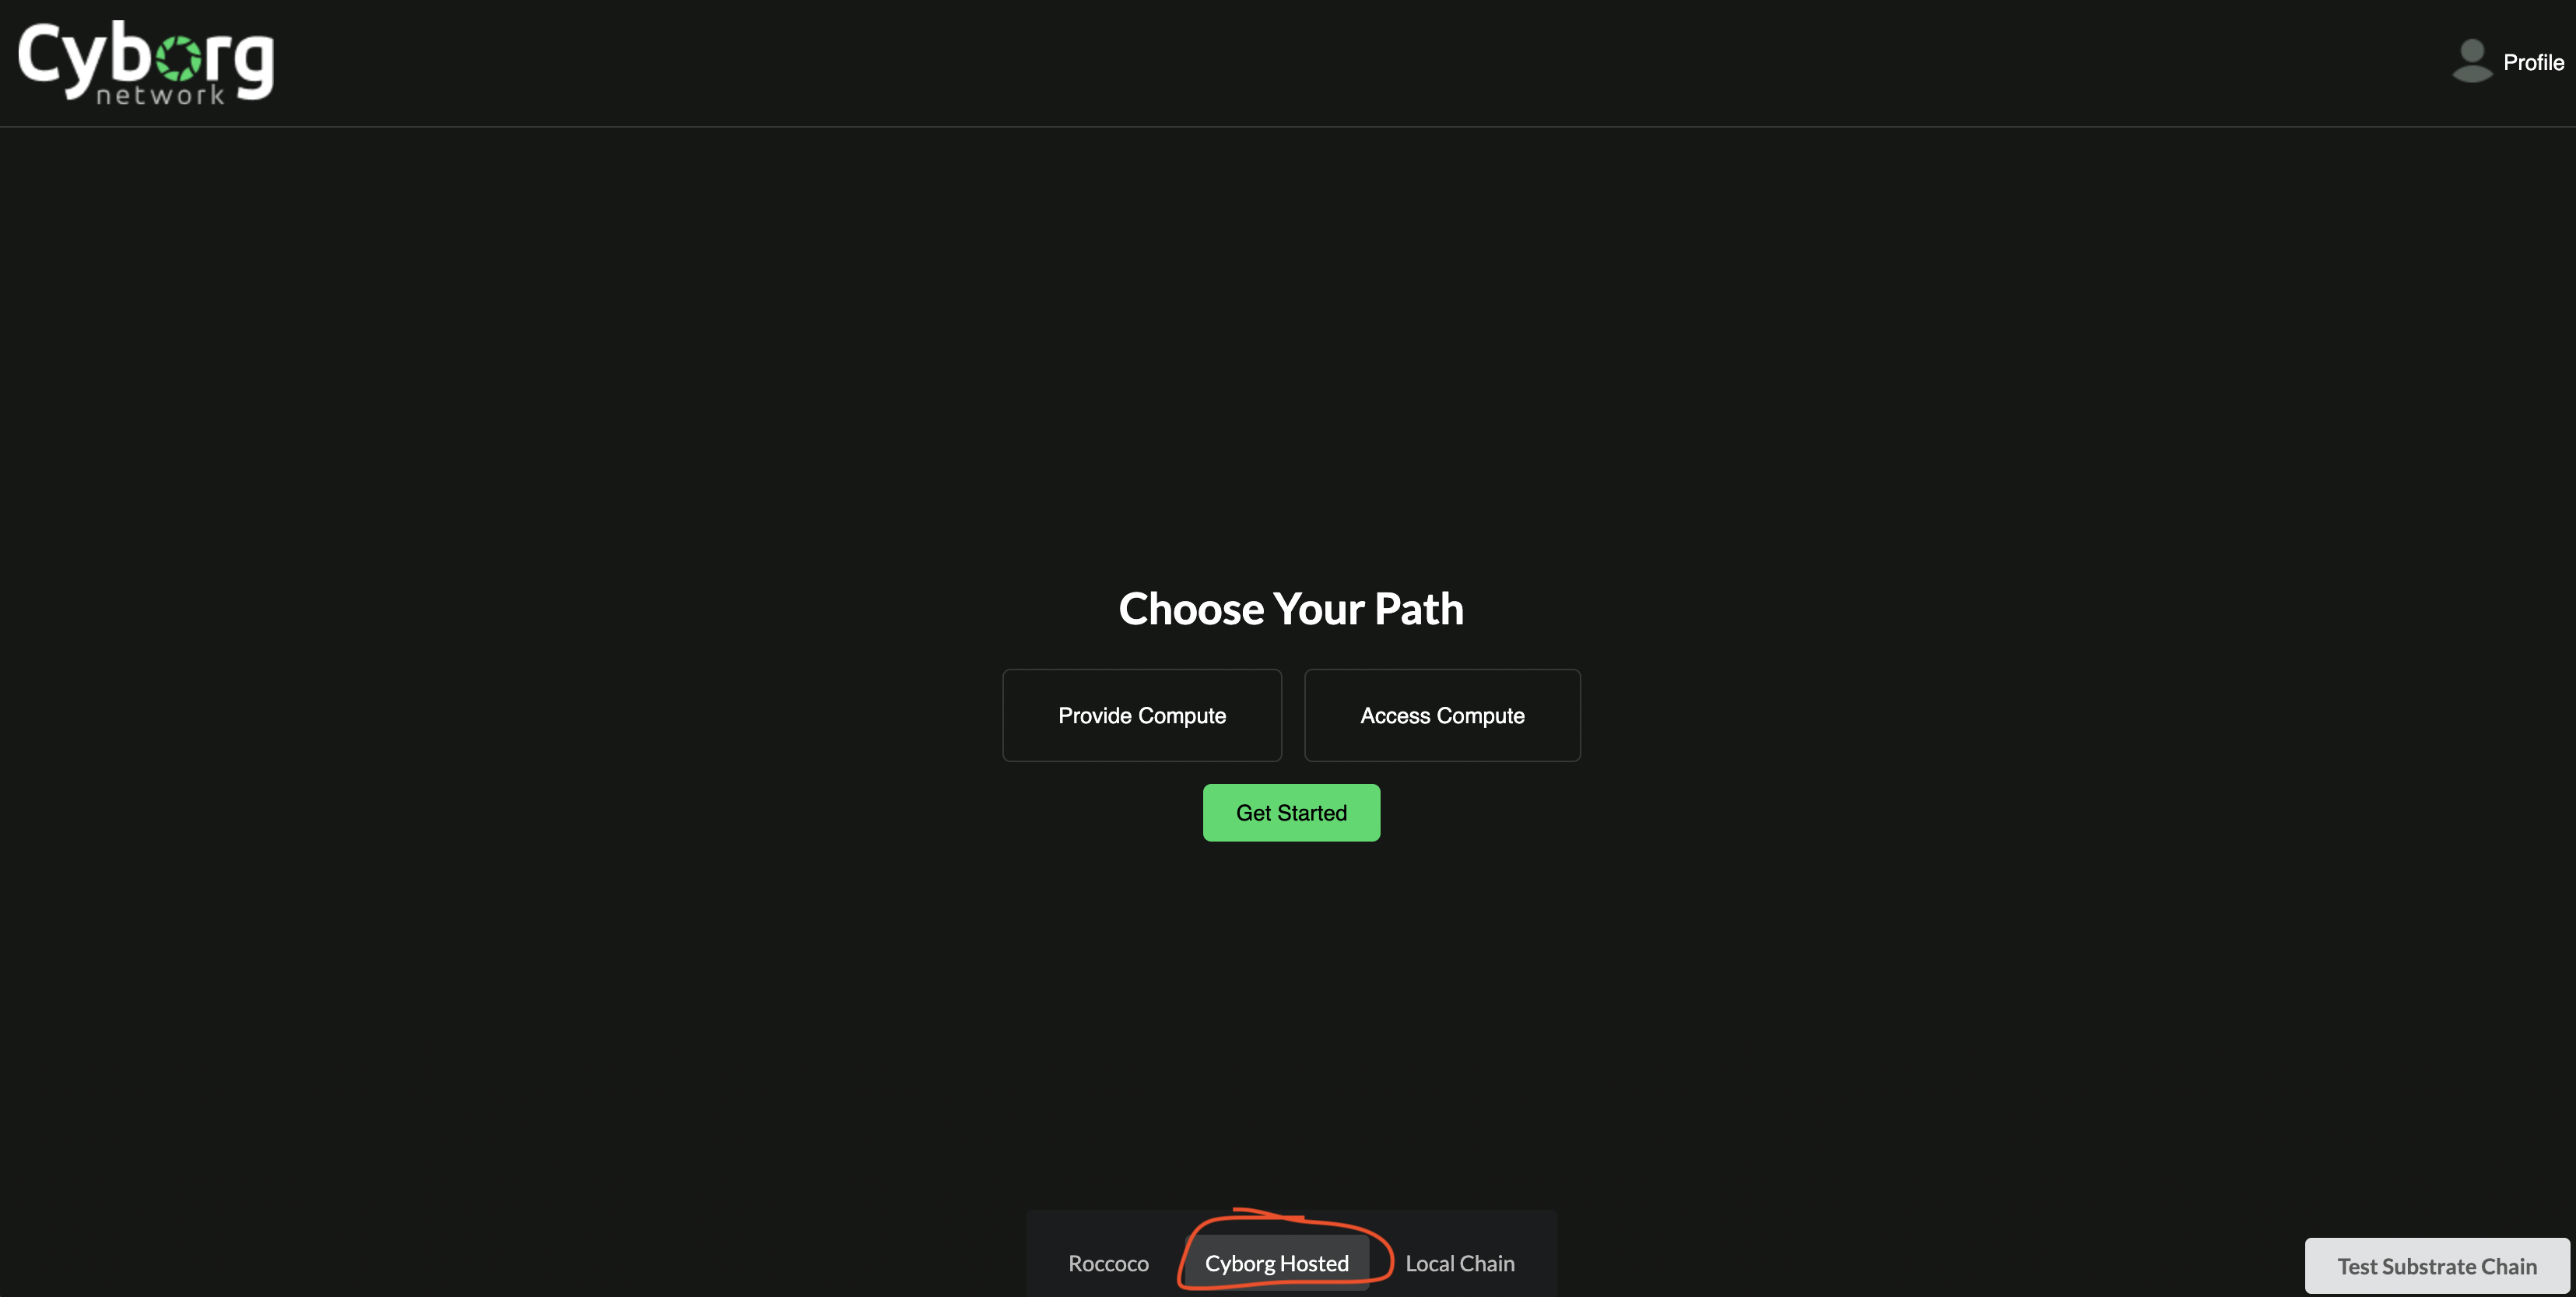 Cyborg
network
Profile
Choose Your Path
Provide Compute
Access Compute
Get Started
Roccoco
Cyborg Hosted
Local Chain
Test Substrate Chain